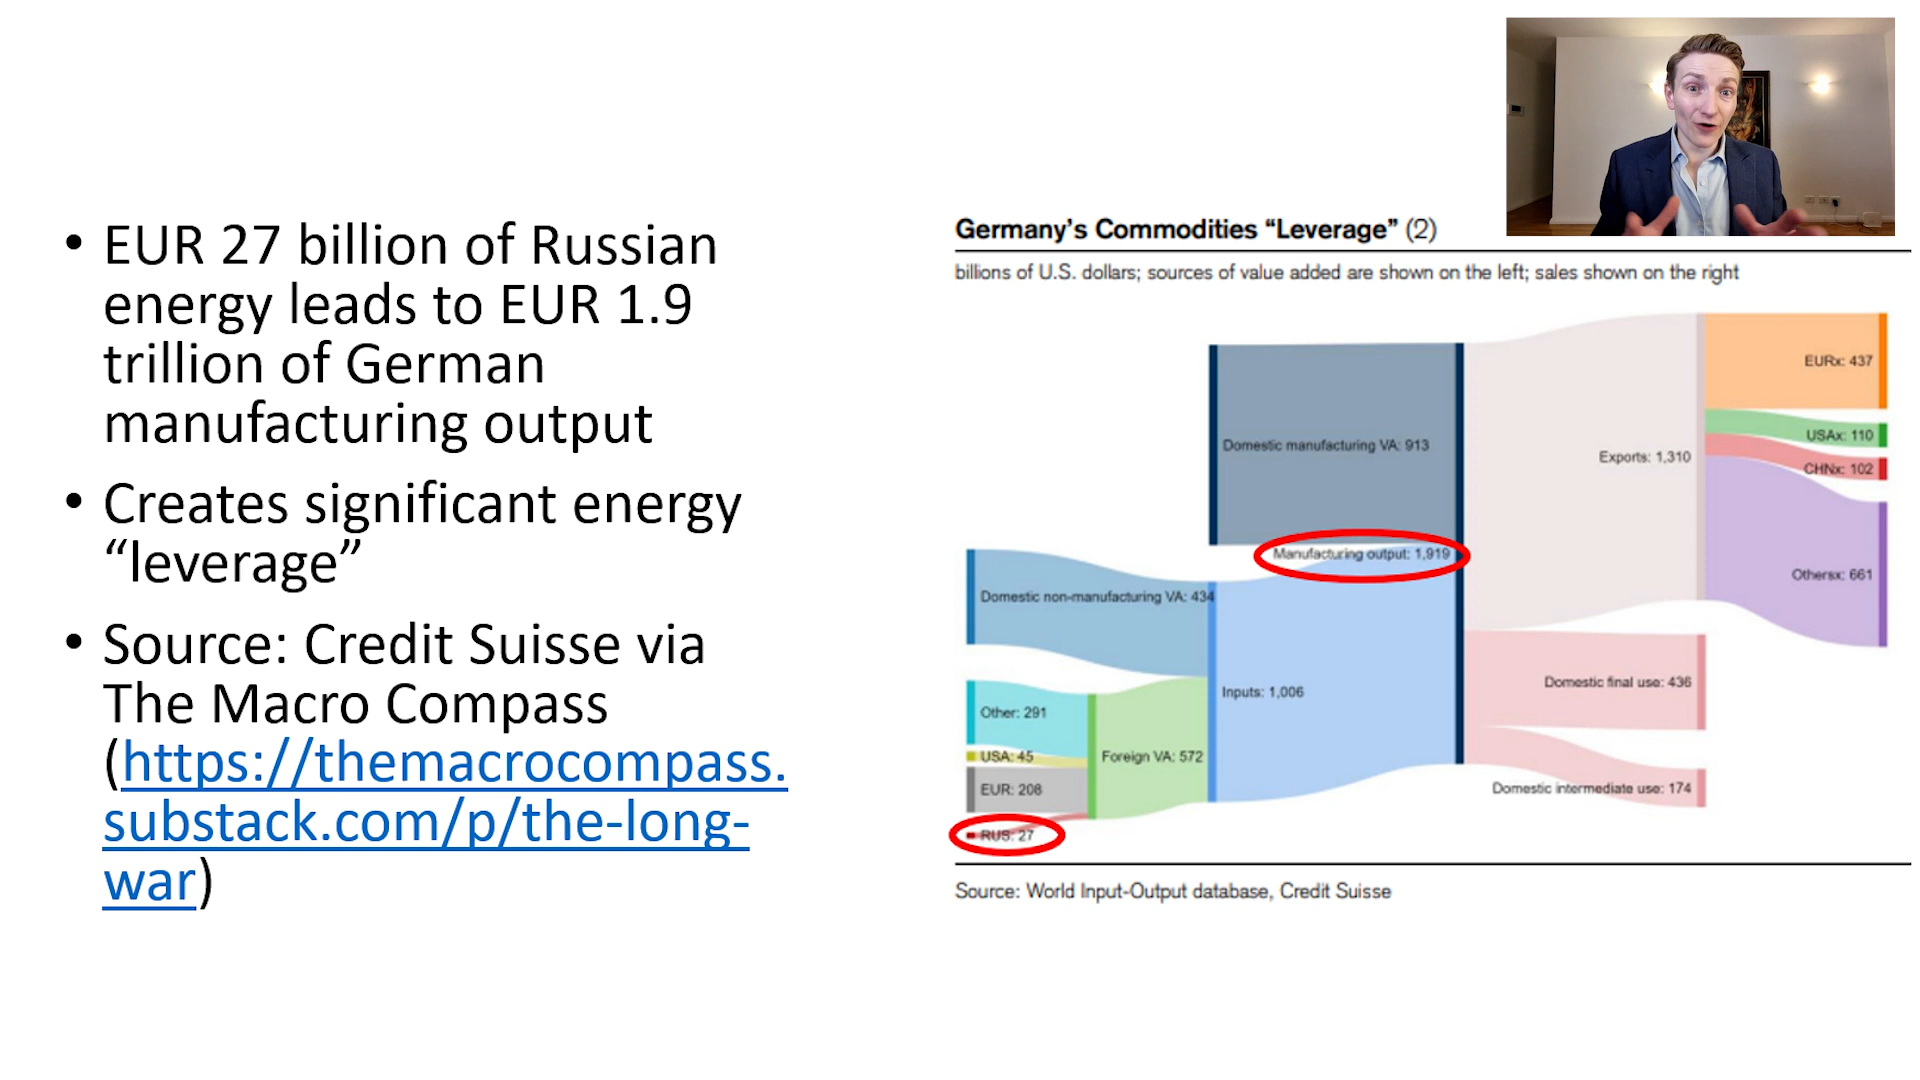 • EUR 27 billion of Russian
energy leads to EUR 1.9
trillion of German
manufacturing output
• Creates significant energy
“leverage”
• Source: Credit Suisse via
The Macro Compass
(https://themacrocompass.
substack.com/p/the-long-
war)
Germany’s Commodities “Leverage” (2)
billions of U.S. dollars; sources of value added are shown on the left; sales shown on the right
EURx: 437
USAx: 110
CHNx: 102
Othersx: 661
Exports: 1,310
Domestic manufacturing VA: 913
Manufacturing output: 1,919
Domestic non-manufacturing VA: 434
Inputs: 1,006
Domestic final use: 436
Domestic intermediate use: 174
Other: 291
USA: 45
Foreign VA: 572
EUR: 208
RUS: 27
Source: World Input-Output database, Credit Suisse